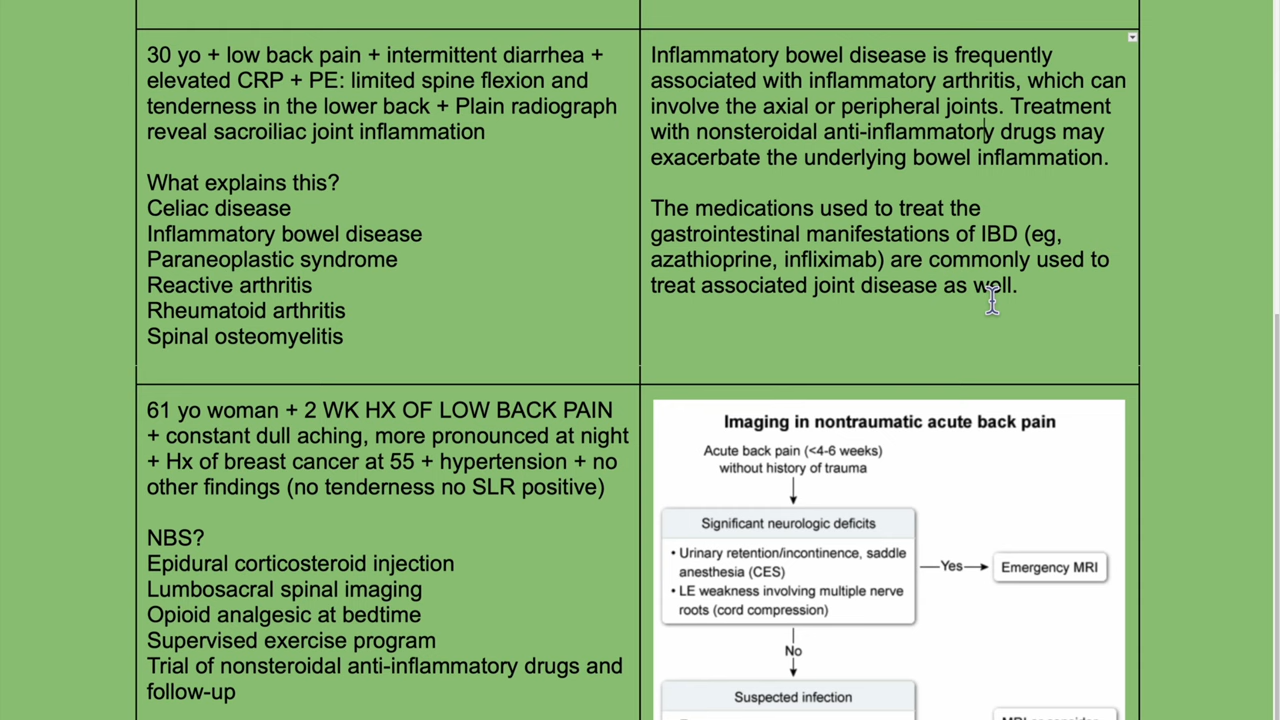 30 yo + low back pain + intermittent diarrhea +
elevated CRP + PE: limited spine flexion and
tenderness in the lower back + Plain radiograph
reveal sacroiliac joint inflammation
What explains this?
Celiac disease
Inflammatory bowel disease
Paraneoplastic syndrome
Reactive arthritis
Rheumatoid arthritis
Spinal osteomyelitis
Inflammatory bowel disease is frequently
associated with inflammatory arthritis, which can
involve the axial or peripheral joints. Treatment
with nonsteroidal anti-inflammatory drugs may
exacerbate the underlying bowel inflammation.
The medications used to treat the
gastrointestinal manifestations of IBD (eg,
azathioprine, infliximab) are commonly used to
treat associated joint disease as well.
61 yo woman + 2 WK HX OF LOW BACK PAIN
+ constant dull aching, more pronounced at night
+ Hx of breast cancer at 55 + hypertension + no
other findings (no tenderness no SLR positive)
NBS?
Epidural corticosteroid injection
Lumbosacral spinal imaging
Opioid analgesic at bedtime
Supervised exercise program
Trial of nonsteroidal anti-inflammatory drugs and
follow-up
Imaging in nontraumatic acute back pain
Acute back pain (<4-6 weeks)
without history of trauma
Significant neurologic deficits
• Urinary retention/incontinence, saddle
anesthesia (CES)
• LE weakness involving multiple nerve
roots (cord compression)
Yes
Emergency MRI
No
Suspected infection